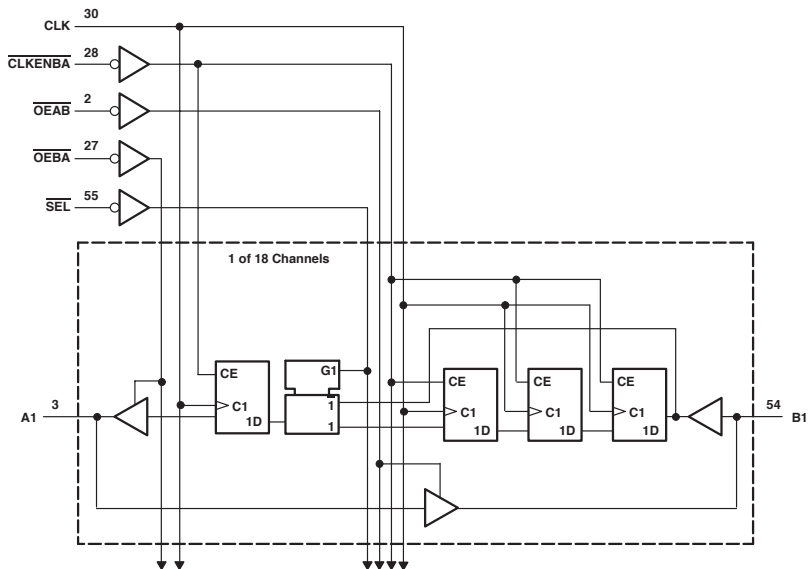 CLK 30
CLKENBA 28
OEAB 2
OEBA 27
SEL 55
1 of 18 Channels
G1
CE
C1
1D
1
1
CE
C1
1D
CE
C1
1D
CE
C1
1D
A1 3
54 B1